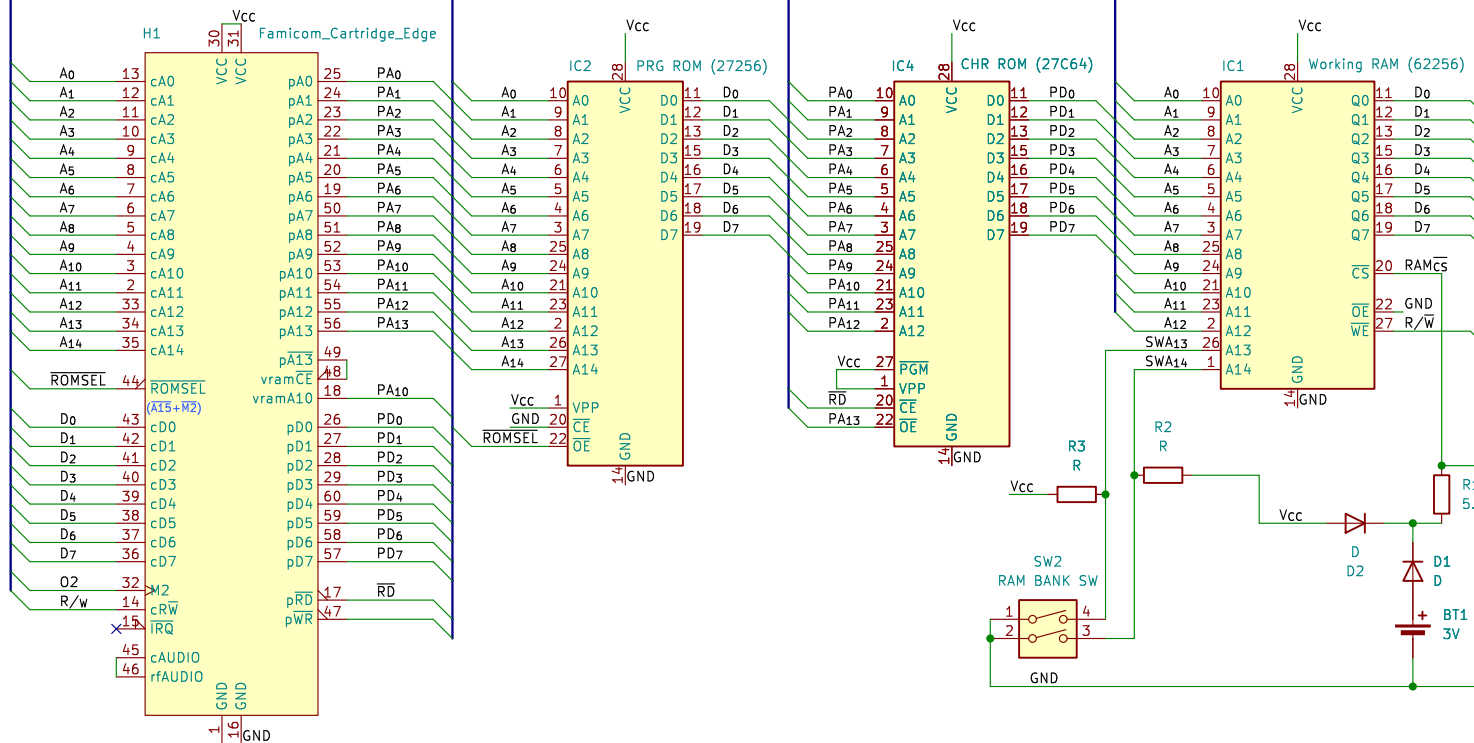 H1
Famicom_Cartridge_Edge
Vcc
30 31
VCC VCC
A0 13 cA0 pA0 25 PA0
A1 12 cA1 pA1 24 PA1
A2 11 cA2 pA2 23 PA2
A3 10 cA3 pA3 22 PA3
A4 9 cA4 pA4 21 PA4
A5 8 cA5 pA5 20 PA5
A6 7 cA6 pA6 19 PA6
A7 6 cA7 pA7 50 PA7
A8 5 cA8 pA8 51 PA8
A9 4 cA9 pA9 52 PA9
A10 3 cA10 pA10 53 PA10
A11 2 cA11 pA11 54 PA11
A12 33 cA12 pA12 55 PA12
A13 34 cA13 pA13 56 PA13
A14 35 cA14
pA13 49
ROMSEL 44 ROMSEL vramCE 48
(A15+M2) vramA10 18 PA10
D0 43 cD0 pD0 26 PD0
D1 42 cD1 pD1 27 PD1
D2 41 cD2 pD2 28 PD2
D3 40 cD3 pD3 29 PD3
D4 39 cD4 pD4 60 PD4
D5 38 cD5 pD5 59 PD5
D6 37 cD6 pD6 58 PD6
D7 36 cD7 pD7 57 PD7
O2 32 M2 pRD 17 RD
R/W 14 cRW pWR 47
15 IRQ
45 cAUDIO
46 rfAUDIO
GND GND
1 16 GND
Vcc
IC2 28 PRG ROM (27256)
VCC
A0 10 A0 D0 11 D0
A1 9 A1 D1 12 D1
A2 8 A2 D2 13 D2
A3 7 A3 D3 15 D3
A4 6 A4 D4 16 D4
A5 5 A5 D5 17 D5
A6 4 A6 D6 18 D6
A7 3 A7 D7 19 D7
A8 25 A8
A9 24 A9
A10 21 A10
A11 23 A11
A12 2 A12
A13 26 A13
A14 27 A14
Vcc 1 VPP
GND 20 CE
ROMSEL 22 OE
GND
14 GND
Vcc
IC4 28 CHR ROM (27C64)
VCC
PA0 10 A0 D0 11 PD0
PA1 9 A1 D1 12 PD1
PA2 8 A2 D2 13 PD2
PA3 7 A3 D3 15 PD3
PA4 6 A4 D4 16 PD4
PA5 5 A5 D5 17 PD5
PA6 4 A6 D6 18 PD6
PA7 3 A7 D7 19 PD7
PA8 25 A8
PA9 24 A9
PA10 21 A10
PA11 23 A11
PA12 2 A12
Vcc 27 PGM
1 VPP
RD 20 CE
PA13 22 OE
GND
14 GND
Vcc
IC1 28 Working RAM (62256)
VCC
A0 10 A0 Q0 11 D0
A1 9 A1 Q1 12 D1
A2 8 A2 Q2 13 D2
A3 7 A3 Q3 15 D3
A4 6 A4 Q4 16 D4
A5 5 A5 Q5 17 D5
A6 4 A6 Q6 18 D6
A7 3 A7 Q7 19 D7
A8 25 A8
A9 24 A9 CS 20 RAMCS
A10 21 A10
A11 23 A11 OE 22 GND
A12 2 A12 WE 27 R/W
SWA13 26 A13
SWA14 1 A14
GND
14 GND
R3
R
Vcc
R2
R
Vcc
D
D2
D1
D
BT1
3V
+
SW2
RAM BANK SW
1 4
2 3
GND